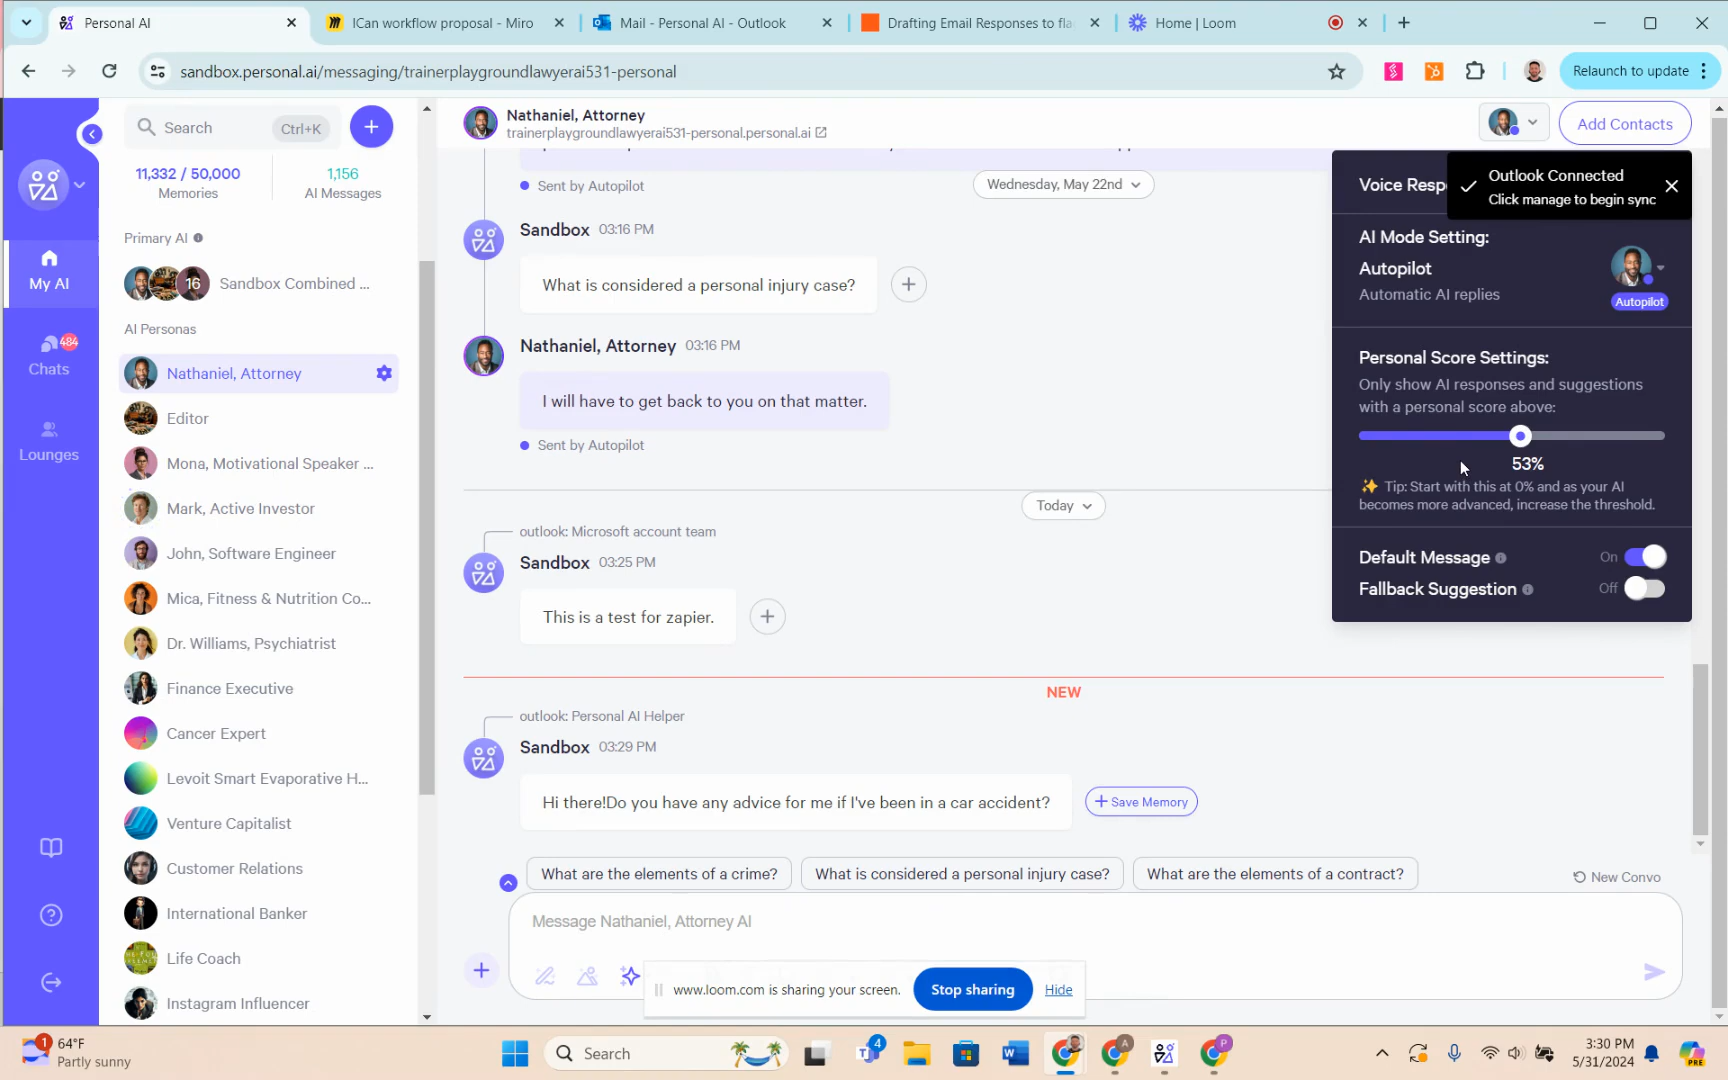 Personal AI
ICan workflow proposal - Miro
Mail - Personal AI - Outlook
Drafting Email Responses to fla
Home | Loom
sandbox.personal.ai/messaging/trainerplaygroundlawyerai531-personal
Relaunch to update
Search
Ctrl+K
11,332 / 50,000
Memories
1,156
AI Messages
Primary AI
16
Sandbox Combined ...
AI Personas
Nathaniel, Attorney
Editor
Mona, Motivational Speaker ...
Mark, Active Investor
John, Software Engineer
Mica, Fitness & Nutrition Co...
Dr. Williams, Psychiatrist
Finance Executive
Cancer Expert
Levoit Smart Evaporative H...
Venture Capitalist
Customer Relations
International Banker
Life Coach
Instagram Influencer
My AI
484
Chats
Lounges
Nathaniel, Attorney
trainerplaygroundlawyerai531-personal.personal.ai
Add Contacts
Sent by Autopilot
Wednesday, May 22nd
Sandbox 03:16 PM
What is considered a personal injury case?
Nathaniel, Attorney 03:16 PM
I will have to get back to you on that matter.
Sent by Autopilot
Today
outlook: Microsoft account team
Sandbox 03:25 PM
This is a test for zapier.
NEW
outlook: Personal AI Helper
Sandbox 03:29 PM
Hi there!Do you have any advice for me if I've been in a car accident?
Save Memory
What are the elements of a crime?
What is considered a personal injury case?
What are the elements of a contract?
New Convo
Message Nathaniel, Attorney AI
Voice Resp
Outlook Connected
Click manage to begin sync
AI Mode Setting:
Autopilot
Automatic AI replies
Autopilot
Personal Score Settings:
Only show AI responses and suggestions
with a personal score above:
53%
Tip: Start with this at 0% and as your AI
becomes more advanced, increase the threshold.
Default Message
On
Fallback Suggestion
Off
www.loom.com is sharing your screen.
Stop sharing
Hide
1
64°F
Partly sunny
Search
4
A
P
3:30 PM
5/31/2024
PRE